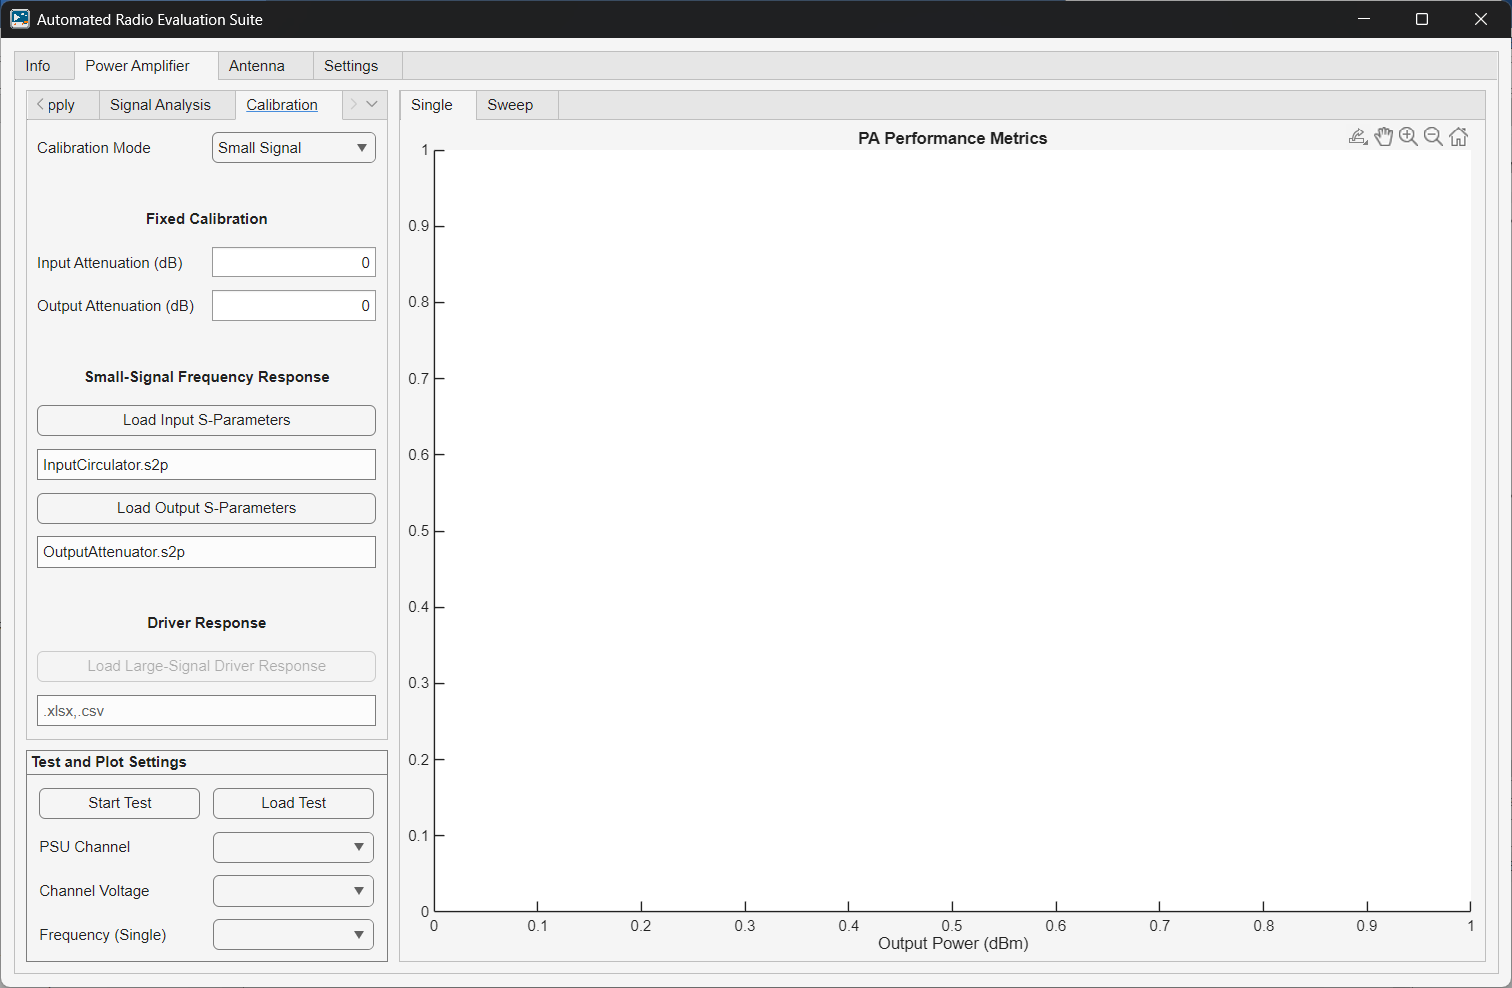 Automated Radio Evaluation Suite
Info Power Amplifier Antenna Settings
pply Signal Analysis Calibration
Calibration Mode Small Signal
Fixed Calibration
Input Attenuation (dB) 0
Output Attenuation (dB) 0
Small-Signal Frequency Response
Load Input S-Parameters
InputCirculator.s2p
Load Output S-Parameters
OutputAttenuator.s2p
Driver Response
Load Large-Signal Driver Response
.xlsx,.csv
Test and Plot Settings
Start Test Load Test
PSU Channel
Channel Voltage
Frequency (Single)
Single Sweep
PA Performance Metrics
1
0.9
0.8
0.7
0.6
0.5
0.4
0.3
0.2
0.1
0
0 0.1 0.2 0.3 0.4 0.5 0.6 0.7 0.8 0.9 1
Output Power (dBm)